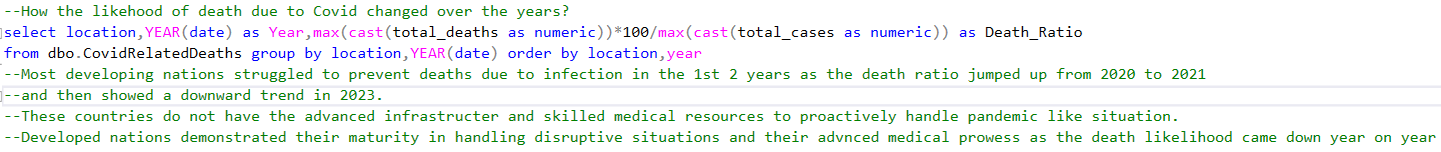 --How the likehood of death due to Covid changed over the years?
select location,YEAR(date) as Year,max(cast(total_deaths as numeric))*100/max(cast(total_cases as numeric)) as Death_Ratio
from dbo.CovidRelatedDeaths group by location,YEAR(date) order by location,year
--Most developing nations struggled to prevent deaths due to infection in the 1st 2 years as the death ratio jumped up from 2020 to 2021
--and then showed a downward trend in 2023.
--These countries do not have the advanced infrastructer and skilled medical resources to proactively handle pandemic like situation.
--Developed nations demonstrated their maturity in handling disruptive situations and their advnced medical prowess as the death likelihood came down year on year